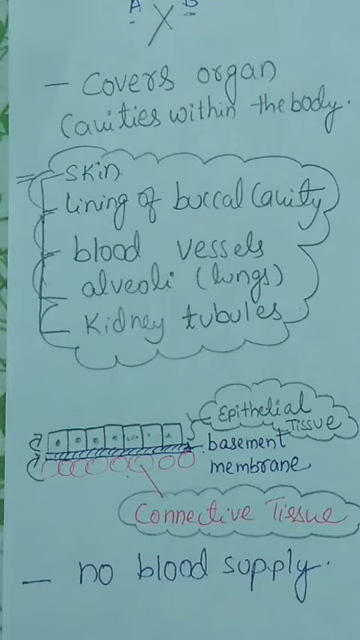 A B
- Covers organ
Cavities within the body.
Skin
lining of buccal Cavity
blood vessels
alveoli (lungs)
Kidney tubules
Epithelial
Tissue
basement
membrane
Connective Tissue
- no blood supply.